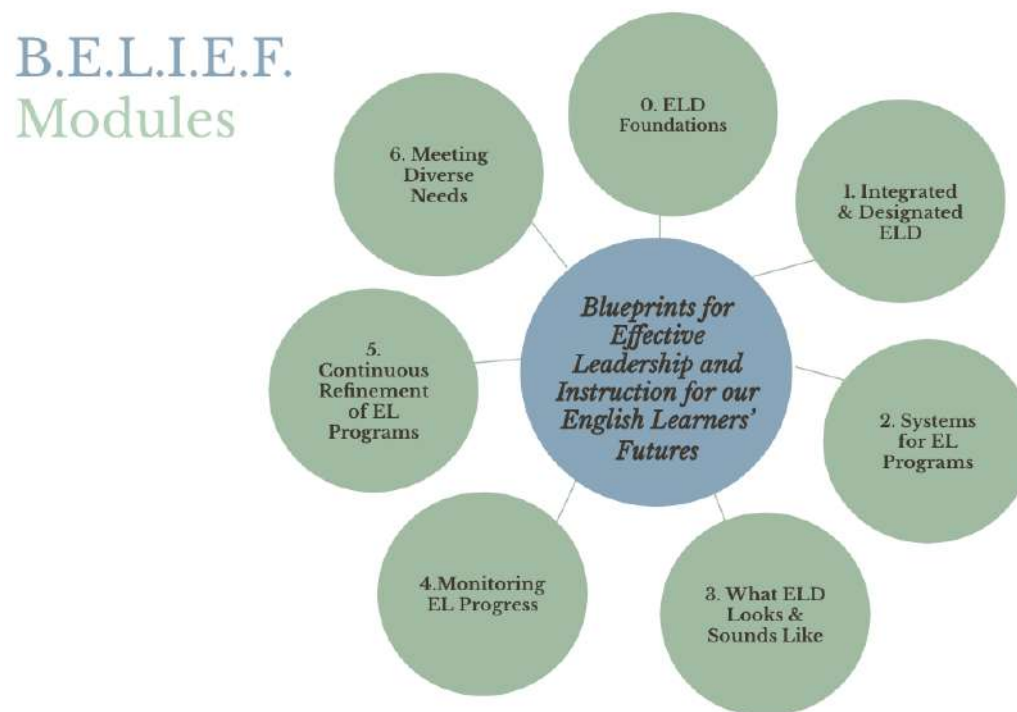 B.E.L.I.E.F.
Modules
0. ELD
Foundations
1. Integrated
& Designated
ELD
2. Systems
for EL
Programs
3. What ELD
Looks &
Sounds Like
4.Monitoring
EL Progress
5.
Continuous
Refinement
of EL
Programs
6. Meeting
Diverse
Needs
Blueprints for
Effective
Leadership and
Instruction for our
English Learners’
Futures